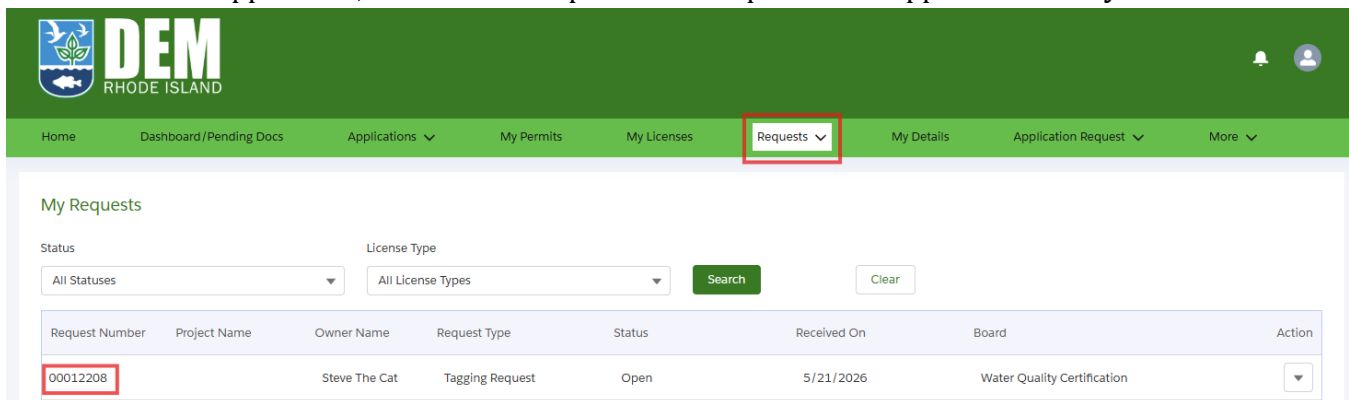 DEM
RHODE ISLAND
Home Dashboard/Pending Docs Applications My Permits My Licenses Requests My Details Application Request More
My Requests
Status License Type
All Statuses All License Types Search Clear
Request Number Project Name Owner Name Request Type Status Received On Board Action
00012208 Steve The Cat Tagging Request Open 5/21/2026 Water Quality Certification